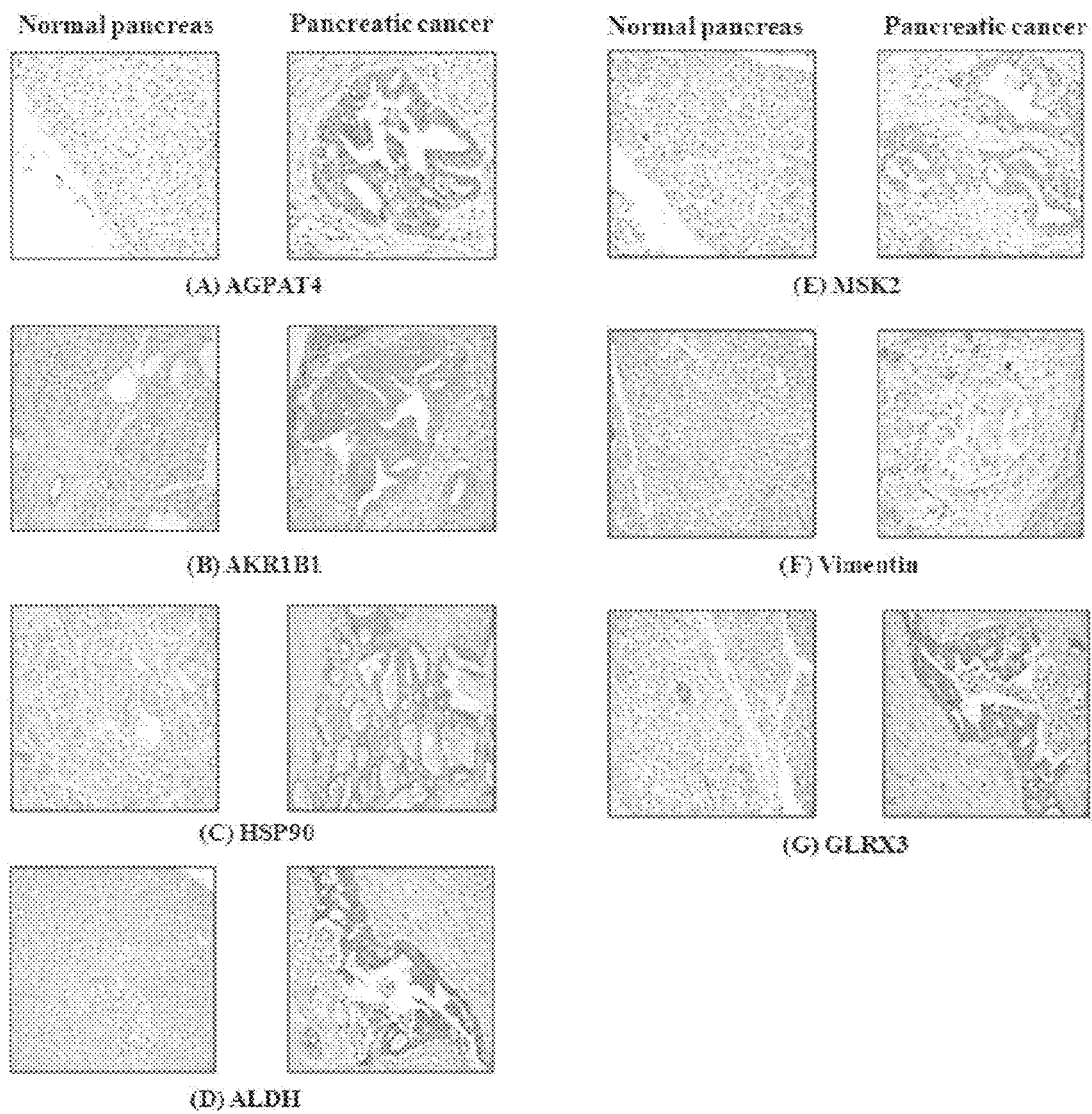 Normal pancreas Pancreatic cancer
(A) AGPAT4
(B) AKR1B1
(C) HSP90
(D) ALDH
Normal pancreas Pancreatic cancer
(E) MSK2
(F) Vimentin
(G) GLRX3